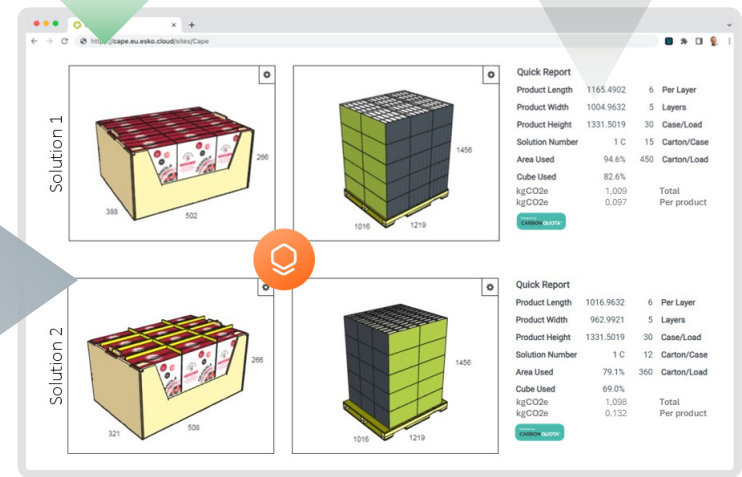 https://cape.eu.esko.cloud/sites/Cape
Solution 1
266
388
502
1456
1016
1219
Quick Report
Product Length 1165.4902 6 Per Layer
Product Width 1004.9632 5 Layers
Product Height 1331.5019 30 Case/Load
Solution Number 1 C 15 Carton/Case
Area Used 94.6% 450 Carton/Load
Cube Used 82.6%
kgCO2e 1,009 Total
kgCO2e 0.097 Per product
CARBONQUOTA
Solution 2
266
321
508
1456
1016
1219
Quick Report
Product Length 1016.9632 6 Per Layer
Product Width 962.9921 5 Layers
Product Height 1331.5019 30 Case/Load
Solution Number 1 C 12 Carton/Case
Area Used 79.1% 360 Carton/Load
Cube Used 69.0%
kgCO2e 1,098 Total
kgCO2e 0.132 Per product
CARBONQUOTA